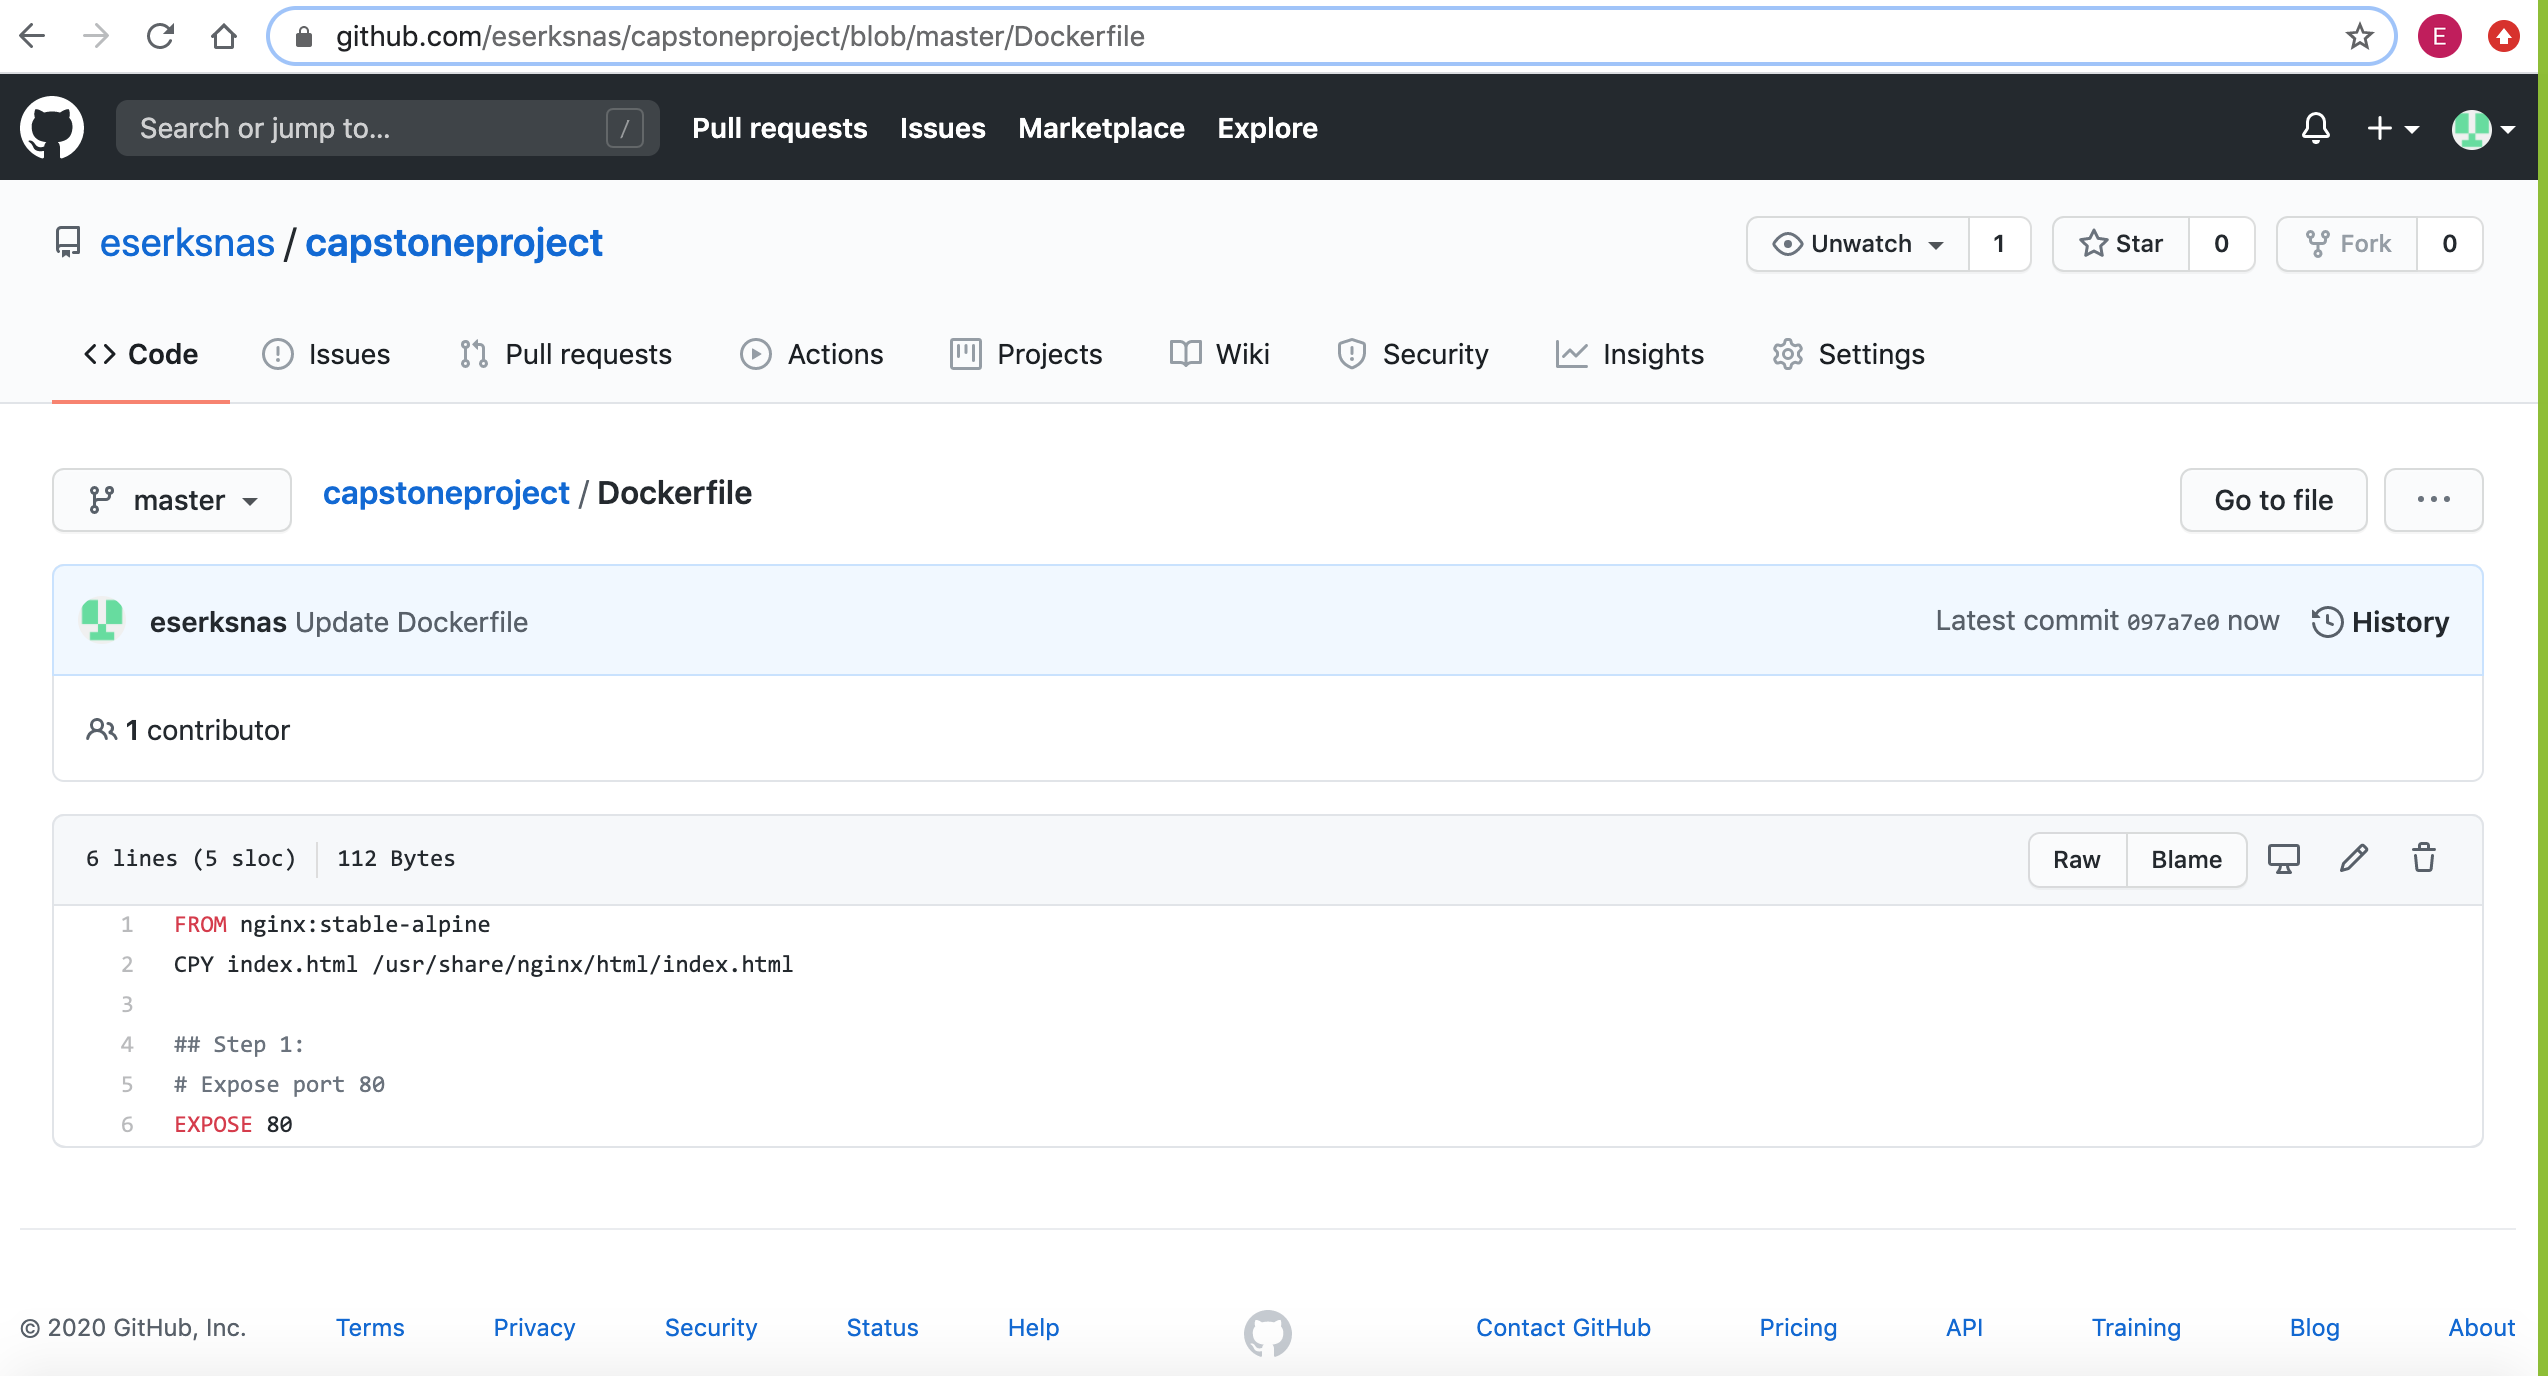 github.com/eserksnas/capstoneproject/blob/master/Dockerfile
E
Search or jump to... /
Pull requests Issues Marketplace Explore
eserksnas / capstoneproject
Unwatch 1 Star 0 Fork 0
Code Issues Pull requests Actions Projects Wiki Security Insights Settings
master capstoneproject / Dockerfile Go to file ...
eserksnas Update Dockerfile Latest commit 097a7e0 now History
1 contributor
6 lines (5 sloc) 112 Bytes Raw Blame
1 FROM nginx:stable-alpine
2 CPY index.html /usr/share/nginx/html/index.html
3
4 ## Step 1:
5 # Expose port 80
6 EXPOSE 80
© 2020 GitHub, Inc. Terms Privacy Security Status Help Contact GitHub Pricing API Training Blog About